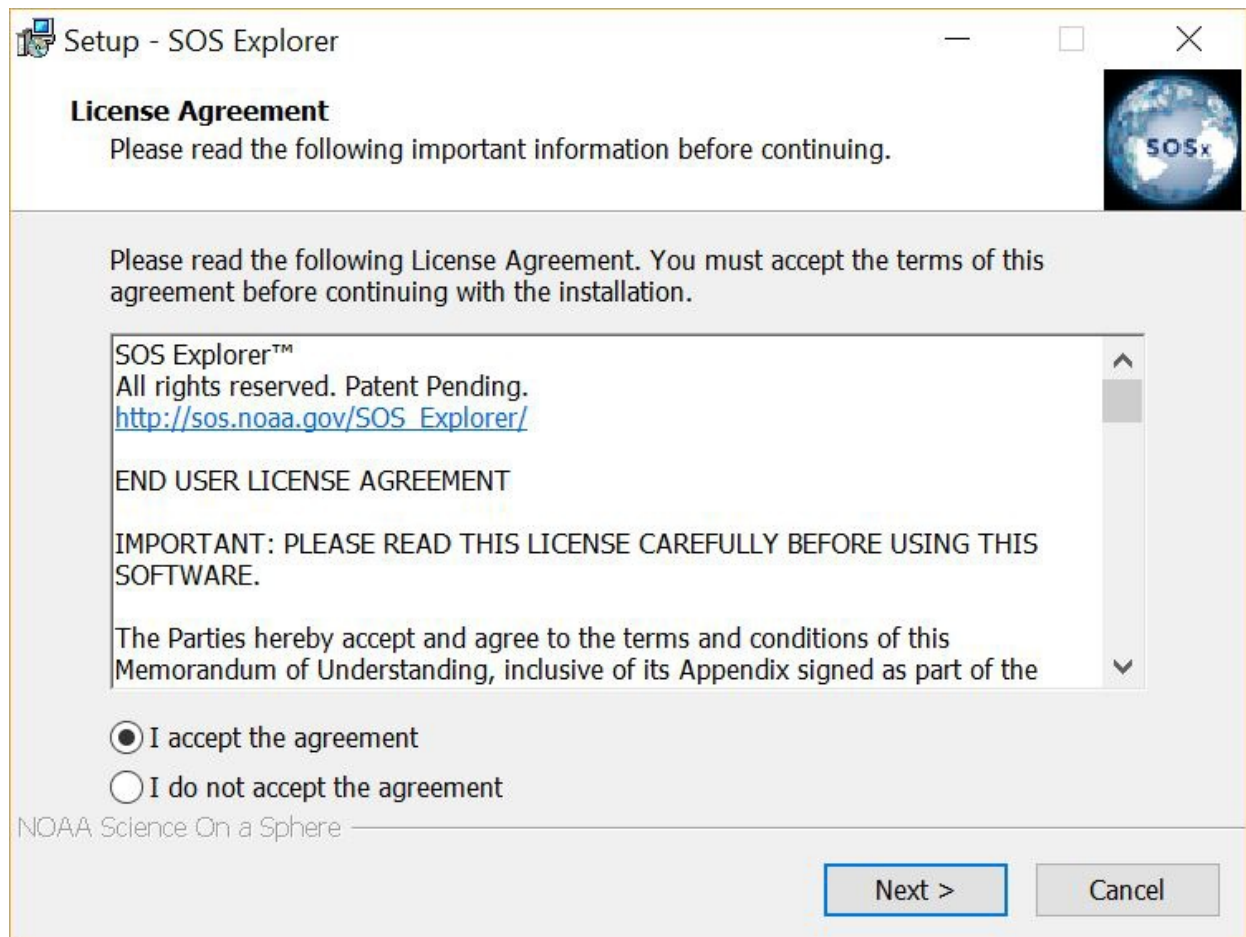 Setup - SOS Explorer
License Agreement
Please read the following important information before continuing.
SOSx
Please read the following License Agreement. You must accept the terms of this
agreement before continuing with the installation.
SOS Explorer™
All rights reserved. Patent Pending.
http://sos.noaa.gov/SOS_Explorer/
END USER LICENSE AGREEMENT
IMPORTANT: PLEASE READ THIS LICENSE CAREFULLY BEFORE USING THIS
SOFTWARE.
The Parties hereby accept and agree to the terms and conditions of this
Memorandum of Understanding, inclusive of its Appendix signed as part of the
I accept the agreement
I do not accept the agreement
NOAA Science On a Sphere
Next >
Cancel